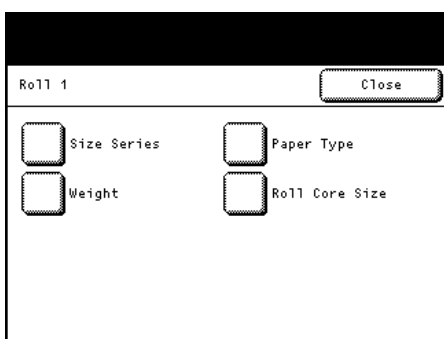 Roll 1 Close
Size Series Paper Type
Weight Roll Core Size